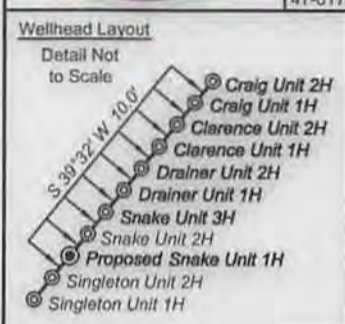 41-017
Wellhead Layout
Detail Not
to Scale
S 39°32' W 10.0'
Craig Unit 2H
Craig Unit 1H
Clarence Unit 2H
Clarence Unit 1H
Drainer Unit 2H
Drainer Unit 1H
Snake Unit 3H
Snake Unit 2H
Proposed Snake Unit 1H
Singleton Unit 2H
Singleton Unit 1H